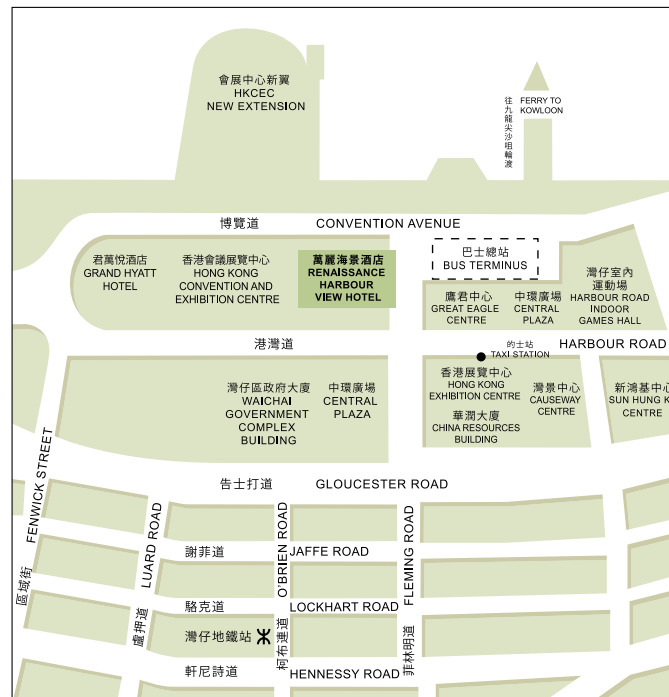 會展中心新翼
HKCEC
NEW EXTENSION
往九龍尖沙咀輪渡
FERRY TO
KOWLOON
博覽道 CONVENTION AVENUE
君萬悅酒店
GRAND HYATT
HOTEL
香港會議展覽中心
HONG KONG
CONVENTION AND
EXHIBITION CENTRE
萬麗海景酒店
RENAISSANCE
HARBOUR
VIEW HOTEL
巴士總站
BUS TERMINUS
鷹君中心
GREAT EAGLE
CENTRE
中環廣場
CENTRAL
PLAZA
灣仔室內
運動場
HARBOUR ROAD
INDOOR
GAMES HALL
港灣道
的士站
TAXI STATION
HARBOUR ROAD
灣仔區政府大廈
WAICHAI
GOVERNMENT
COMPLEX
BUILDING
中環廣場
CENTRAL
PLAZA
香港展覽中心
HONG KONG
EXHIBITION CENTRE
華潤大廈
CHINA RESOURCES
BUILDING
灣景中心
CAUSEWAY
CENTRE
新鴻基中心
SUN HUNG K
CENTRE
告士打道 GLOUCESTER ROAD
區域街 FENWICK STREET
盧押道 LUARD ROAD
柯布連道 O'BRIEN ROAD
菲林明道 FLEMING ROAD
謝菲道 JAFFE ROAD
駱克道 LOCKHART ROAD
灣仔地鐵站
軒尼詩道 HENNESSY ROAD